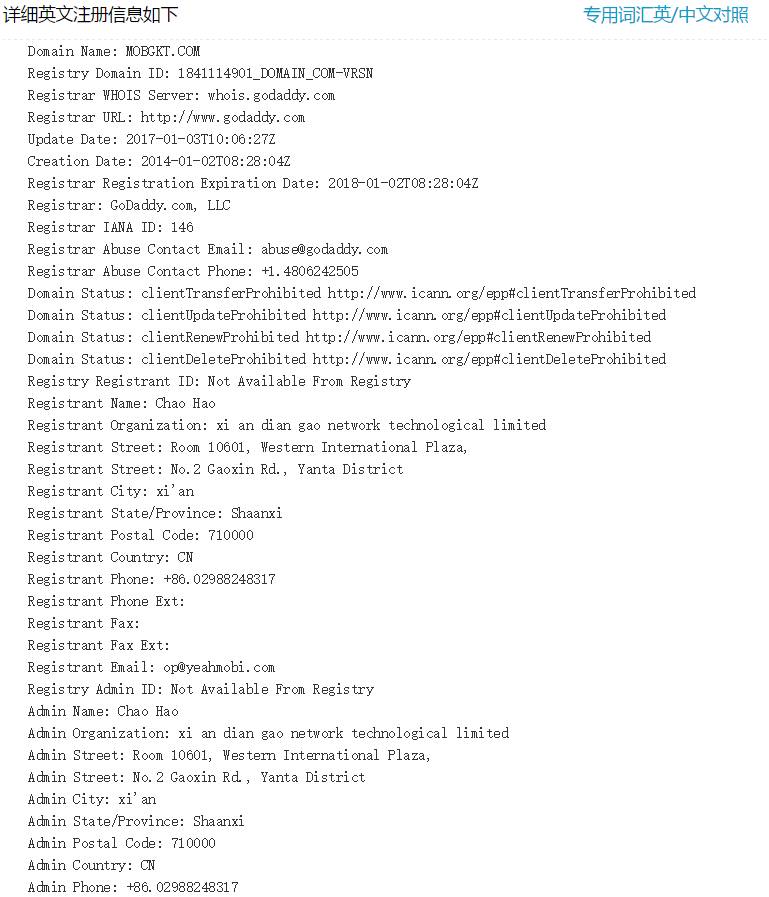 详细英文注册信息如下 专用词汇英/中文对照
Domain Name: MOBGKT.COM
Registry Domain ID: 1841114901_DOMAIN_COM-VRSN
Registrar WHOIS Server: whois.godaddy.com
Registrar URL: http://www.godaddy.com
Update Date: 2017-01-03T10:06:27Z
Creation Date: 2014-01-02T08:28:04Z
Registrar Registration Expiration Date: 2018-01-02T08:28:04Z
Registrar: GoDaddy.com, LLC
Registrar IANA ID: 146
Registrar Abuse Contact Email: abuse@godaddy.com
Registrar Abuse Contact Phone: +1.4806242505
Domain Status: clientTransferProhibited http://www.icann.org/epp#clientTransferProhibited
Domain Status: clientUpdateProhibited http://www.icann.org/epp#clientUpdateProhibited
Domain Status: clientRenewProhibited http://www.icann.org/epp#clientRenewProhibited
Domain Status: clientDeleteProhibited http://www.icann.org/epp#clientDeleteProhibited
Registry Registrant ID: Not Available From Registry
Registrant Name: Chao Hao
Registrant Organization: xi an dian gao network technological limited
Registrant Street: Room 10601, Western International Plaza,
Registrant Street: No.2 Gaoxin Rd., Yanta District
Registrant City: xi'an
Registrant State/Province: Shaanxi
Registrant Postal Code: 710000
Registrant Country: CN
Registrant Phone: +86.02988248317
Registrant Phone Ext:
Registrant Fax:
Registrant Fax Ext:
Registrant Email: op@yeahmobi.com
Registry Admin ID: Not Available From Registry
Admin Name: Chao Hao
Admin Organization: xi an dian gao network technological limited
Admin Street: Room 10601, Western International Plaza,
Admin Street: No.2 Gaoxin Rd., Yanta District
Admin City: xi'an
Admin State/Province: Shaanxi
Admin Postal Code: 710000
Admin Country: CN
Admin Phone: +86.02988248317